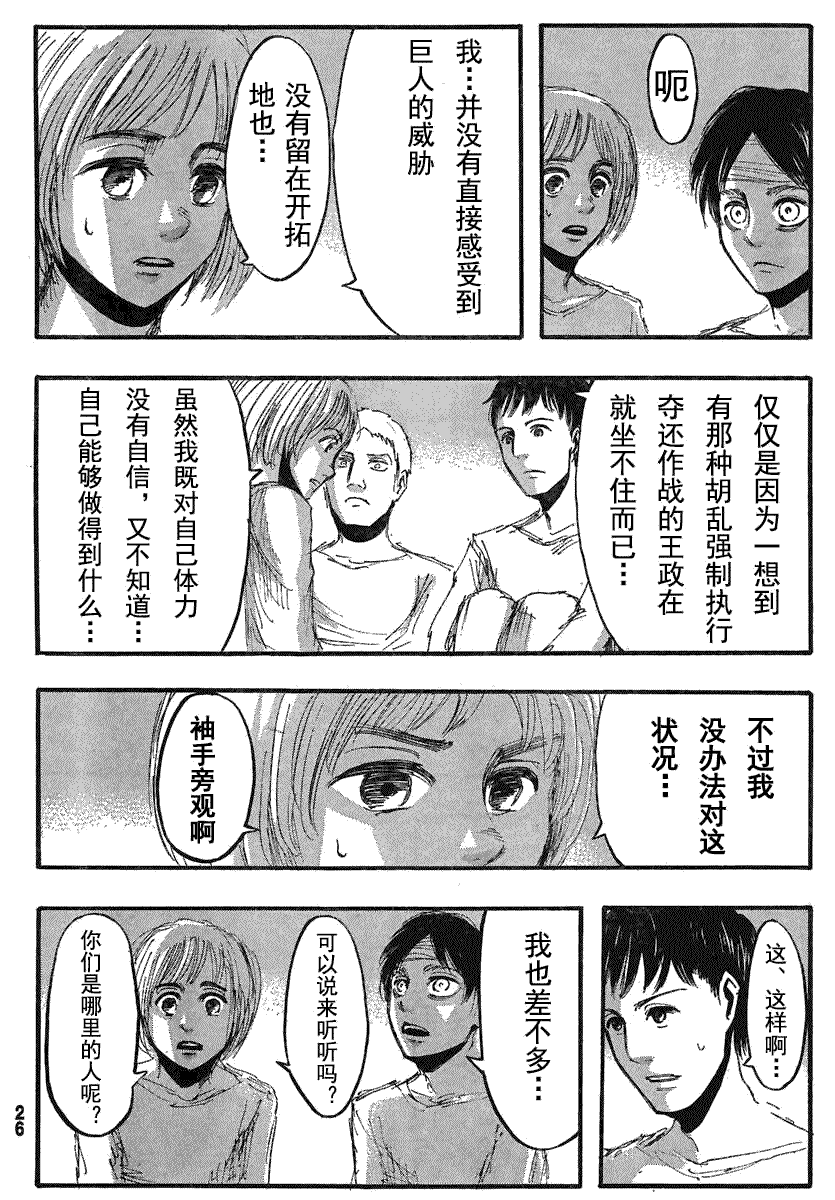 呃
我…并没有直接感受到
巨人的威胁
没有留在开拓
地也…
仅仅是因为一想到
有那种胡乱强制执行
夺还作战的王政在
就坐不住而已…
虽然我既对自己体力
没有自信，又不知道…
自己能够做得到什么…
不过我
没办法对这
状况…
袖手旁观啊
这、这样啊…
我也差不多…
可以说来听听吗？
你们是哪里的人呢？
26